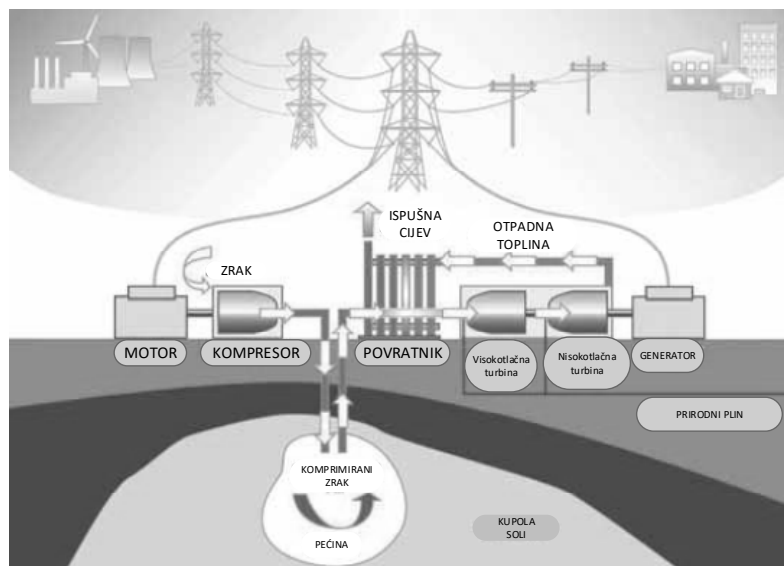 ISPUŠNA
CIJEV
OTPADNA
TOPLINA
ZRAK
MOTOR
KOMPRESOR
POVRATNIK
Visokotlačna
turbina
Nisokotlačna
turbina
GENERATOR
PRIRODNI PLIN
KOMPRIMIRANI
ZRAK
PEĆINA
KUPOLA
SOLI